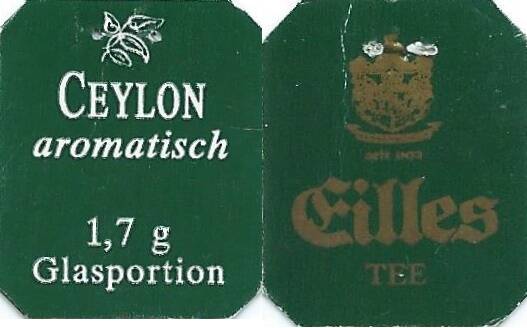 CEYLON
aromatisch
1,7 g
Glasportion
seit 1873
Eilles
TEE